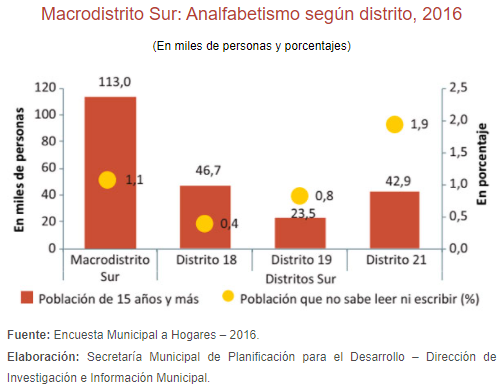 Macrodistrito Sur: Analfabetismo según distrito, 2016
(En miles de personas y porcentajes)
En miles de personas
120
100
80
60
40
20
0
113,0
1,1
46,7
0,4
0,8
23,5
1,9
42,9
2,5
2,0
1,5
1,0
0,5
0,0
En porcentaje
Macrodistrito Sur
Distrito 18
Distrito 19
Distrito 21
Distritos Sur
Población de 15 años y más
Población que no sabe leer ni escribir (%)
Fuente: Encuesta Municipal a Hogares – 2016.
Elaboración: Secretaría Municipal de Planificación para el Desarrollo – Dirección de
Investigación e Información Municipal.